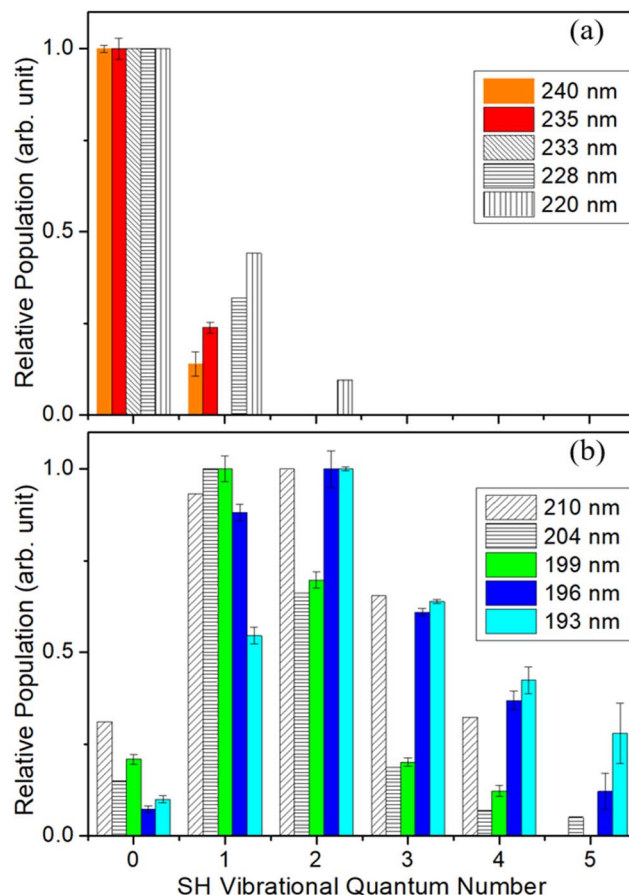 (a)
1.0
0.5
0.0
Relative Population (arb. unit)
240 nm
235 nm
233 nm
228 nm
220 nm
(b)
1.0
0.5
0.0
Relative Population (arb. unit)
210 nm
204 nm
199 nm
196 nm
193 nm
0 1 2 3 4 5
SH Vibrational Quantum Number